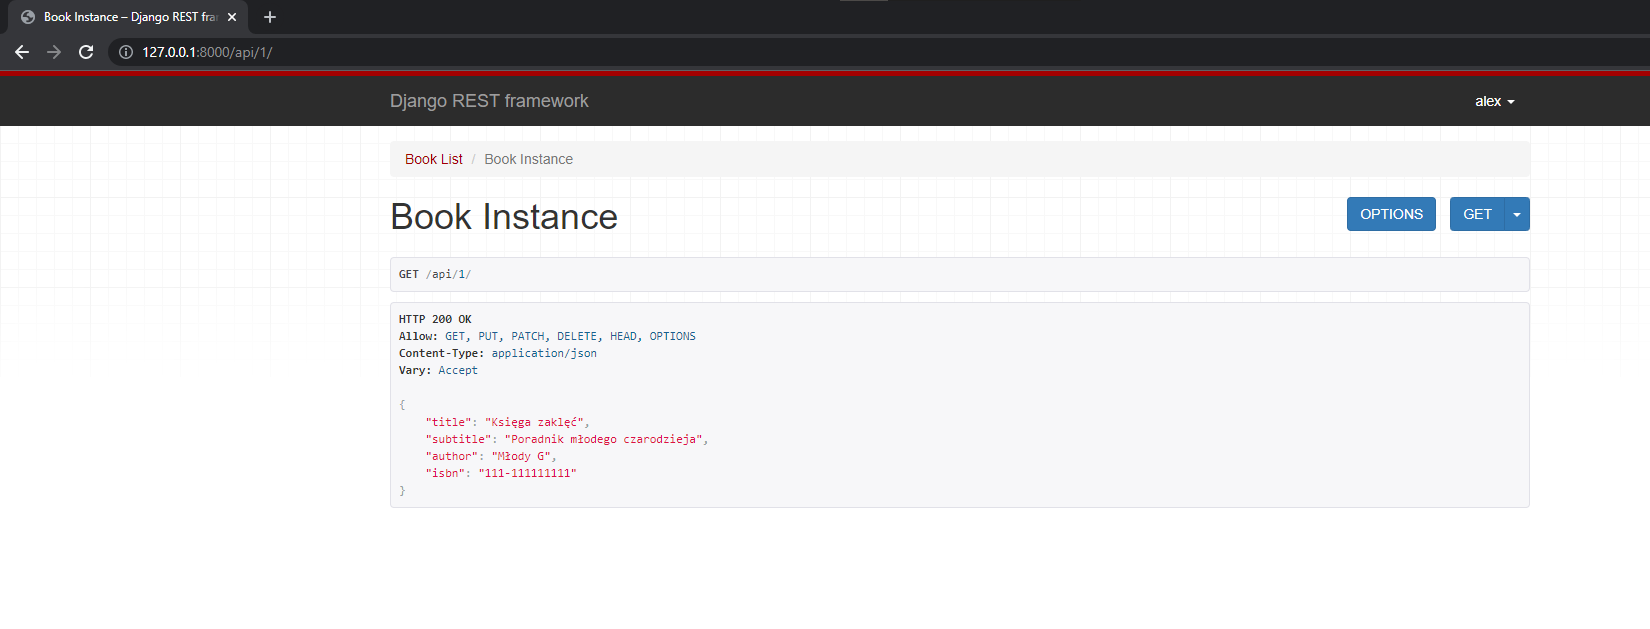 Book Instance – Django REST fra
127.0.0.1:8000/api/1/
Django REST framework
alex
Book List / Book Instance
Book Instance
OPTIONS
GET
GET /api/1/
HTTP 200 OK
Allow: GET, PUT, PATCH, DELETE, HEAD, OPTIONS
Content-Type: application/json
Vary: Accept
{
    "title": "Księga zaklęć",
    "subtitle": "Poradnik młodego czarodzieja",
    "author": "Młody G",
    "isbn": "111-111111111"
}